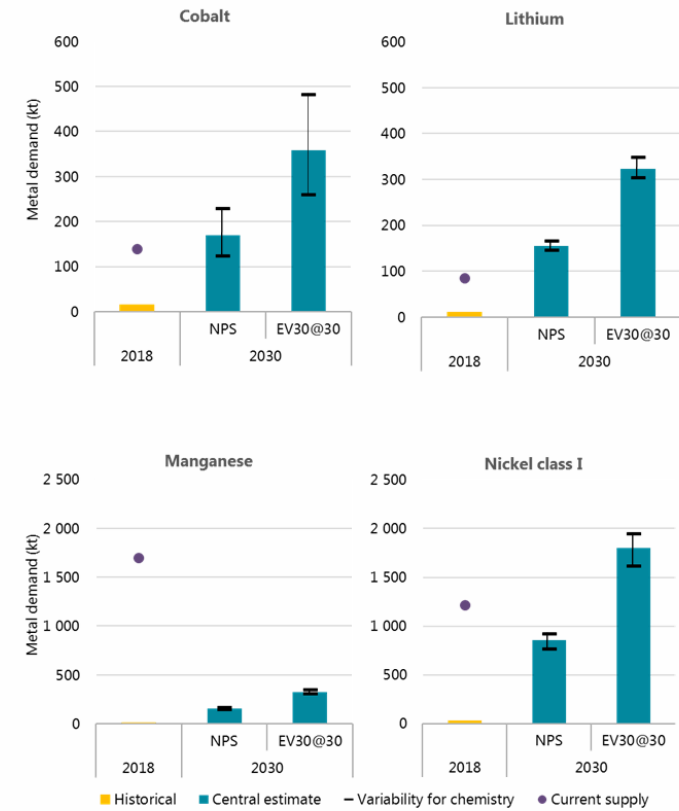 Cobalt
Metal demand (kt)
600
500
400
300
200
100
0
NPS EV30@30
2018 2030
Lithium
600
500
400
300
200
100
0
NPS EV30@30
2018 2030
Manganese
Metal demand (kt)
2 500
2 000
1 500
1 000
500
0
NPS EV30@30
2018 2030
Nickel class I
2 500
2 000
1 500
1 000
500
0
NPS EV30@30
2018 2030
Historical Central estimate Variability for chemistry Current supply